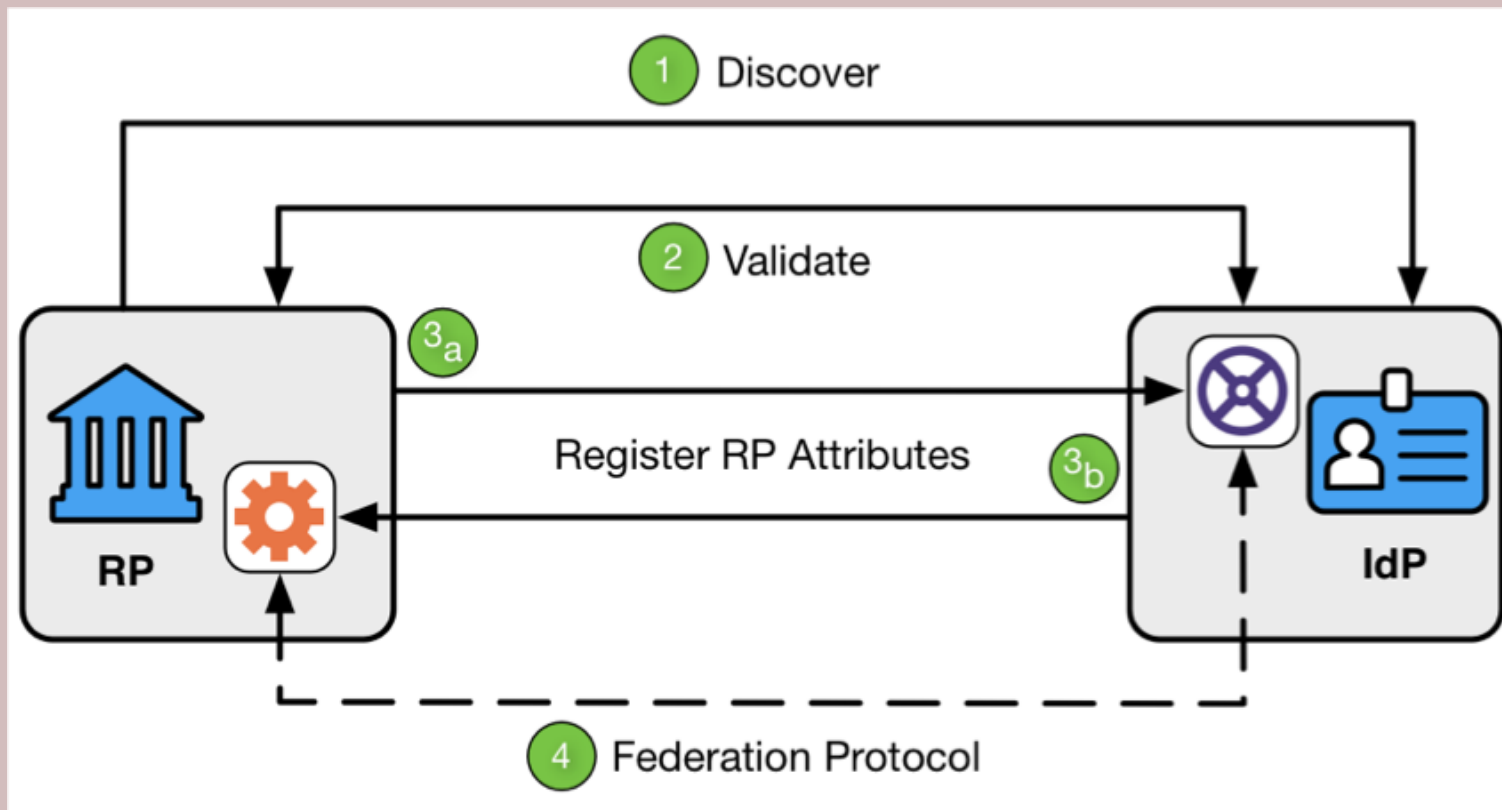 1 Discover
2 Validate
3a
Register RP Attributes
3b
RP
IdP
4 Federation Protocol